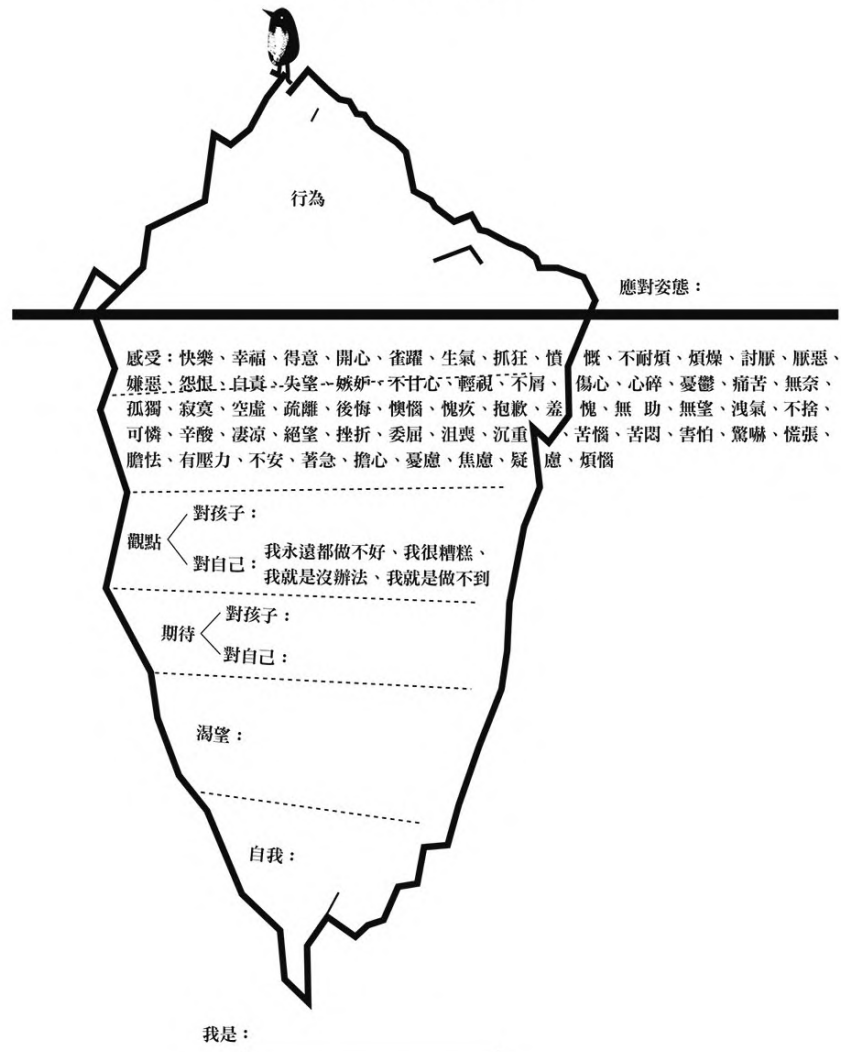 行為
應對姿態：
感受：快樂、幸福、得意、開心、雀躍、生氣、抓狂、憤慨、不耐煩、煩燥、討厭、厭惡、
嫌惡、怨恨、自責、失望、嫉妒、不甘心、輕視、不屑、傷心、心碎、憂鬱、痛苦、無奈、
孤獨、寂寞、空虛、疏離、後悔、懊惱、愧疚、抱歉、羞愧、無助、無望、洩氣、不捨、
可憐、辛酸、凄凉、絕望、挫折、委屈、沮喪、沉重、苦惱、苦悶、害怕、驚嚇、慌張、
膽怯、有壓力、不安、著急、擔心、憂慮、焦慮、疑慮、煩惱
對孩子：
觀點
對自己：我永遠都做不好、我很糟糕、
我就是沒辦法、我就是做不到
對孩子：
期待
對自己：
渴望：
自我：
我是：